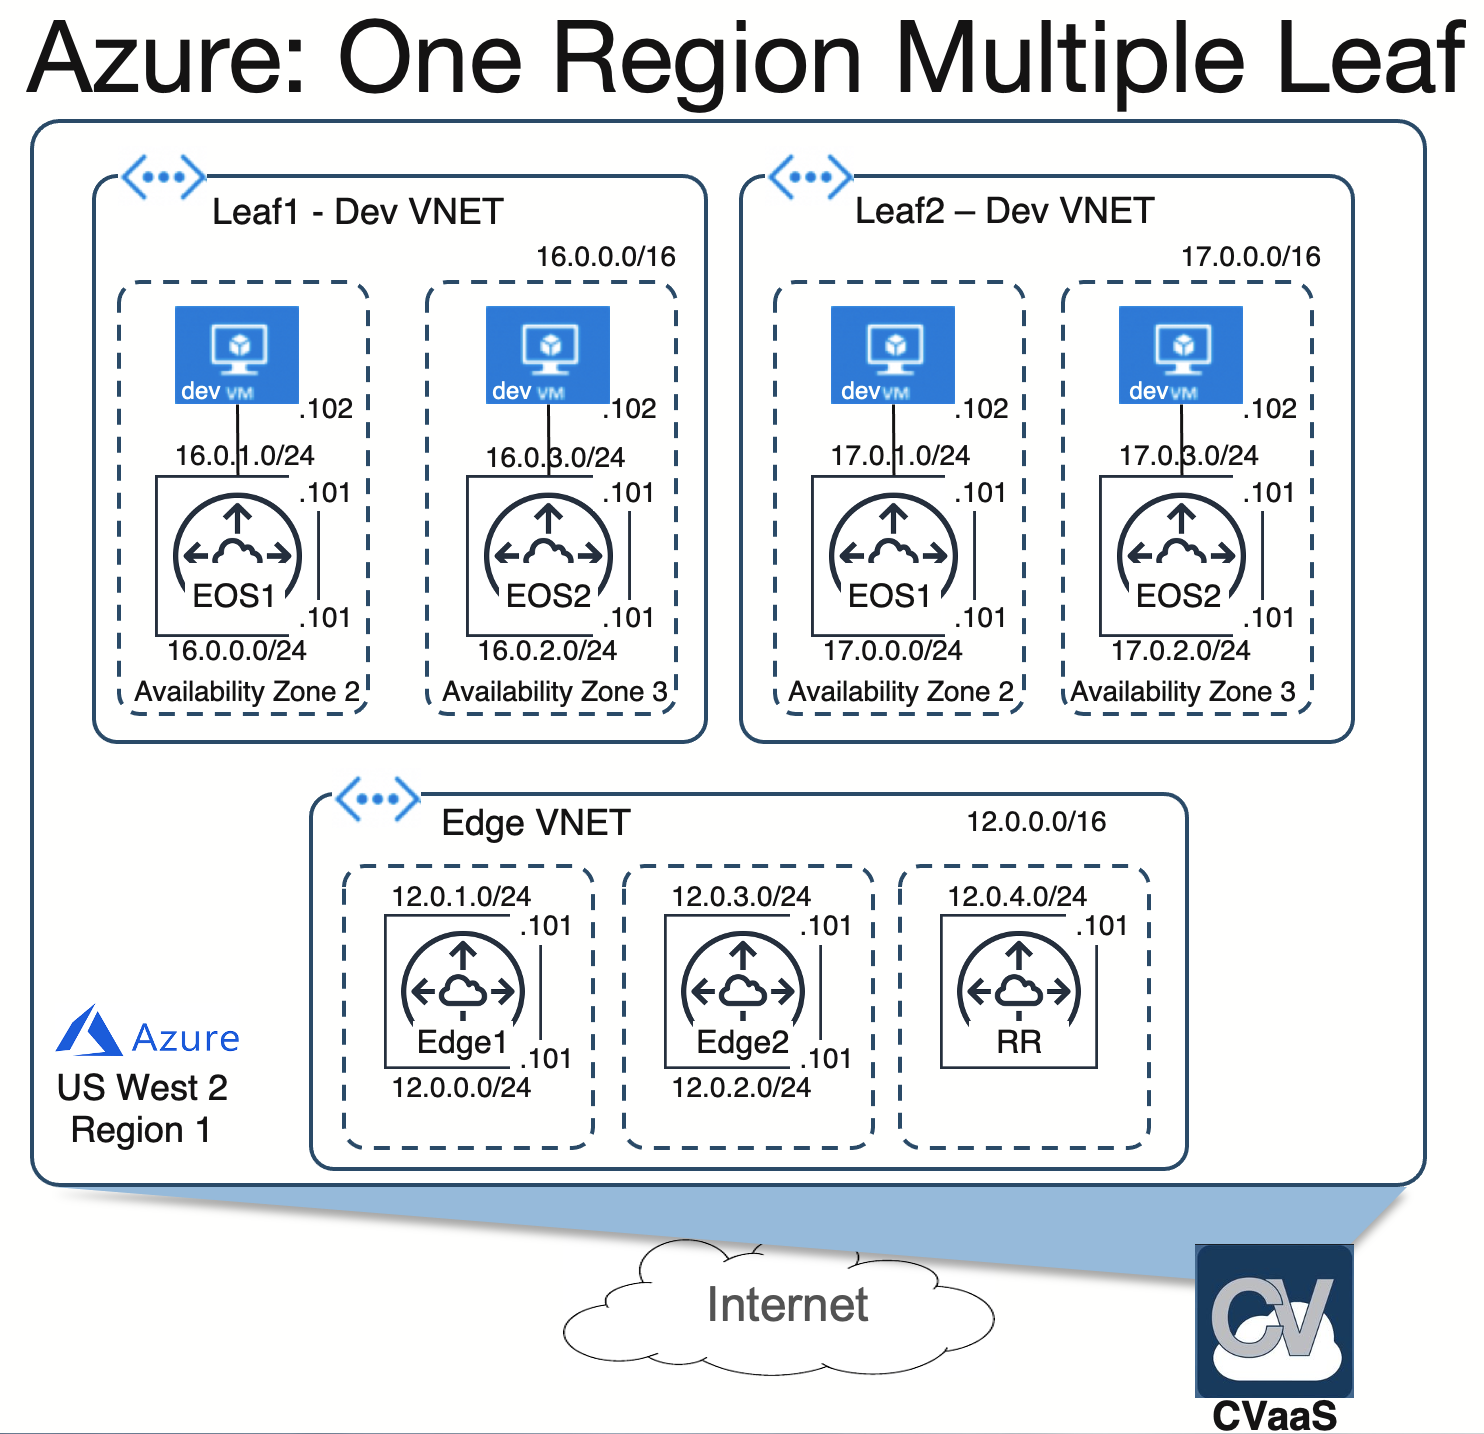 Azure: One Region Multiple Leaf
Leaf1 - Dev VNET
16.0.0.0/16
dev VM
.102
16.0.1.0/24
.101
EOS1
.101
16.0.0.0/24
Availability Zone 2
dev VM
.102
16.0.3.0/24
.101
EOS2
.101
16.0.2.0/24
Availability Zone 3
Leaf2 – Dev VNET
17.0.0.0/16
dev VM
.102
17.0.1.0/24
.101
EOS1
.101
17.0.0.0/24
Availability Zone 2
dev VM
.102
17.0.3.0/24
.101
EOS2
.101
17.0.2.0/24
Availability Zone 3
Edge VNET
12.0.0.0/16
12.0.1.0/24
.101
Edge1
.101
12.0.0.0/24
12.0.3.0/24
.101
Edge2
.101
12.0.2.0/24
12.0.4.0/24
.101
RR
Azure
US West 2
Region 1
Internet
CV
CVaaS